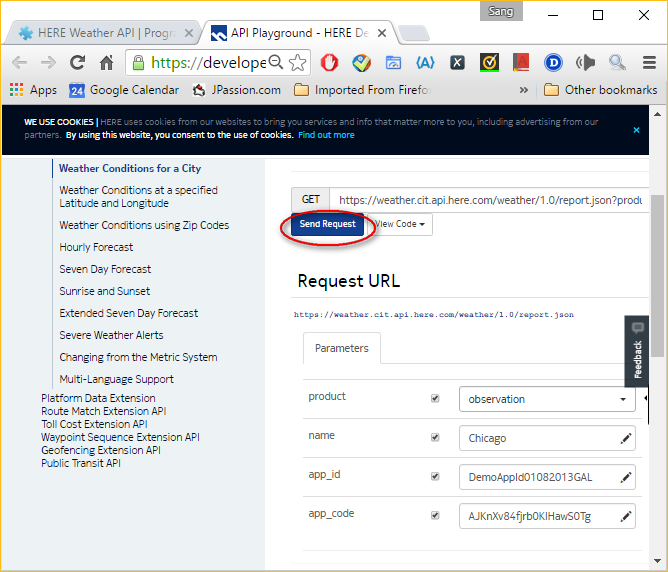 Sang
HERE Weather API | Progr
API Playground - HERE De
https://develope
Apps
24 Google Calendar
JPassion.com
Imported From Firefo
»
Other bookmarks
WE USE COOKIES | HERE uses cookies from our websites to bring you services and info that matter more to you, including advertising from our
partners. By using this website, you consent to the use of cookies. Find out more
Weather Conditions for a City
Weather Conditions at a specified
Latitude and Longitude
Weather Conditions using Zip Codes
Hourly Forecast
Seven Day Forecast
Sunrise and Sunset
Extended Seven Day Forecast
Severe Weather Alerts
Changing from the Metric System
Multi-Language Support
Platform Data Extension
Route Match Extension API
Toll Cost Extension API
Waypoint Sequence Extension API
Geofencing Extension API
Public Transit API
GET https://weather.cit.api.here.com/weather/1.0/report.json?produ
Send Request
View Code
Request URL
https://weather.cit.api.here.com/weather/1.0/report.json
Parameters
product observation
name Chicago
app_id DemoAppId01082013GAL
app_code AJKnXv84fjrb0KIHawS0Tg
Feedback